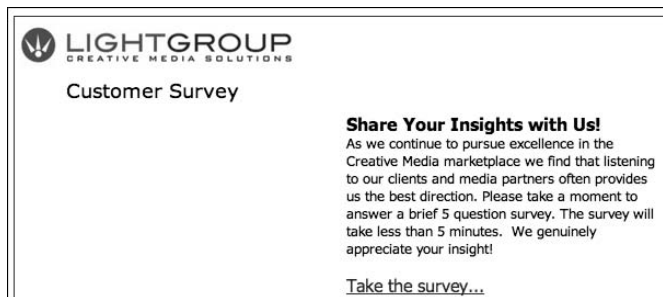 LIGHTGROUP
CREATIVE MEDIA SOLUTIONS
Customer Survey
Share Your Insights with Us!
As we continue to pursue excellence in the
Creative Media marketplace we find that listening
to our clients and media partners often provides
us the best direction. Please take a moment to
answer a brief 5 question survey. The survey will
take less than 5 minutes.  We genuinely
appreciate your insight!
Take the survey...